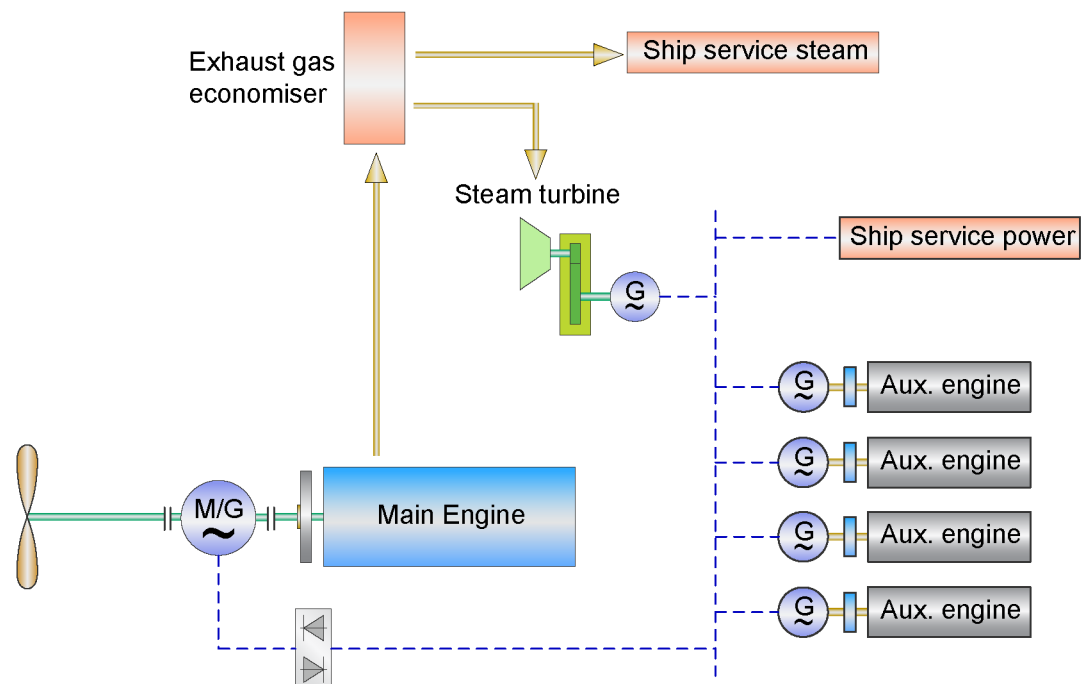 Exhaust gas
economiser
Ship service steam
Steam turbine
Ship service power
G
~
G
~
Aux. engine
G
~
Aux. engine
M/G
~
Main Engine
G
~
Aux. engine
G
~
Aux. engine